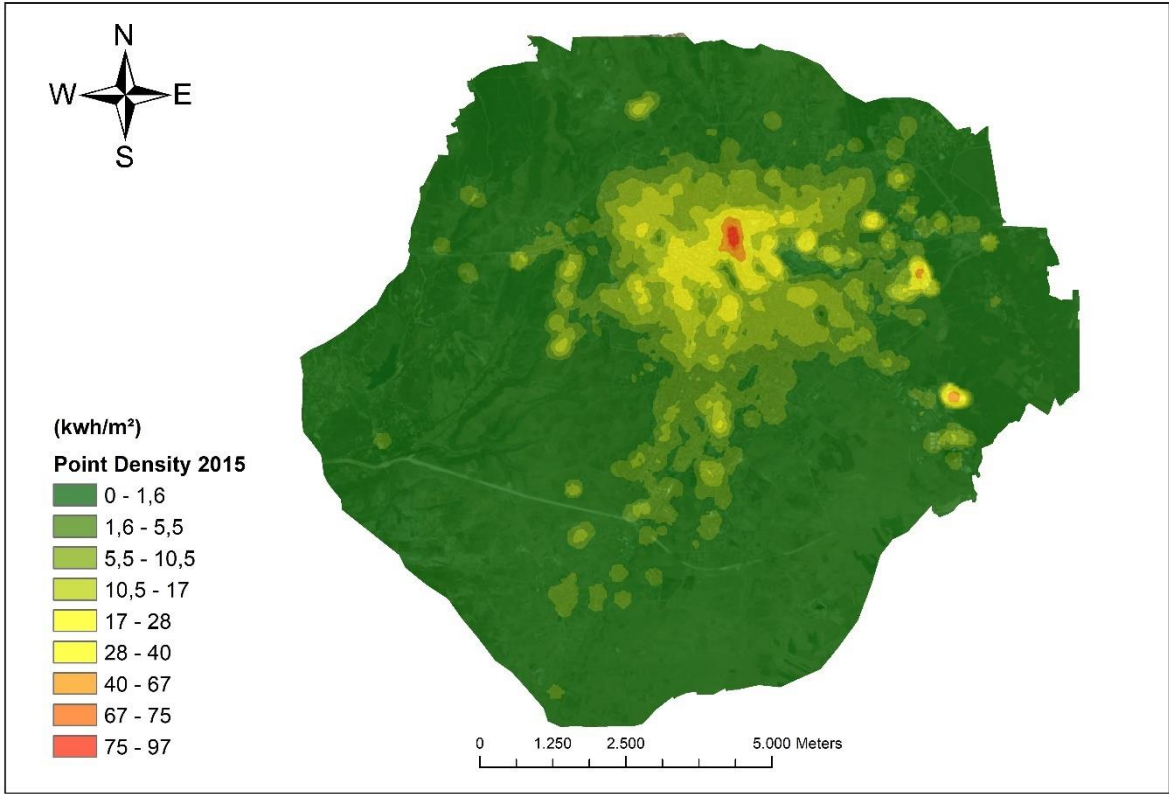 N
W E
S
(kwh/m²)
Point Density 2015
0 - 1,6
1,6 - 5,5
5,5 - 10,5
10,5 - 17
17 - 28
28 - 40
40 - 67
67 - 75
75 - 97
0 1.250 2.500 5.000 Meters